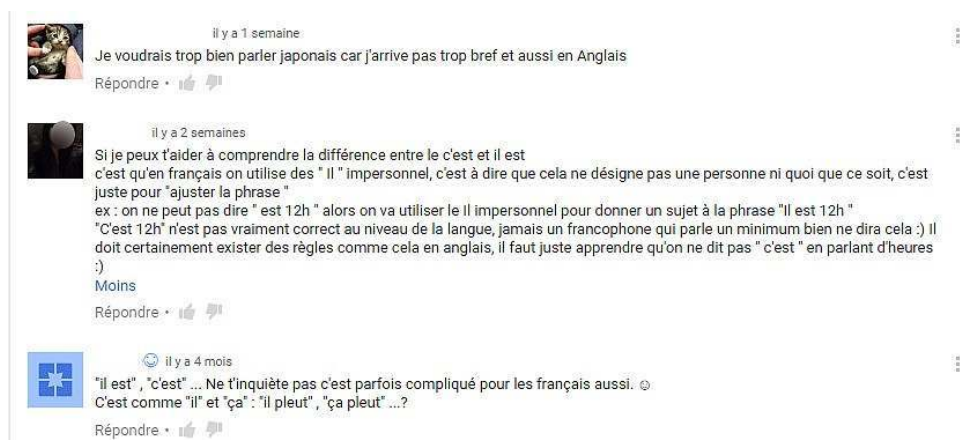 il y a 1 semaine
Je voudrais trop bien parler japonais car j'arrive pas trop bref et aussi en Anglais
Répondre •
il y a 2 semaines
Si je peux t'aider à comprendre la différence entre le c'est et il est
c'est qu'en français on utilise des " Il " impersonnel, c'est à dire que cela ne désigne pas une personne ni quoi que ce soit, c'est
juste pour "ajuster la phrase "
ex : on ne peut pas dire " est 12h " alors on va utiliser le Il impersonnel pour donner un sujet à la phrase "Il est 12h "
"C'est 12h" n'est pas vraiment correct au niveau de la langue, jamais un francophone qui parle un minimum bien ne dira cela :) Il
doit certainement exister des règles comme cela en anglais, il faut juste apprendre qu'on ne dit pas " c'est " en parlant d'heures
:)
Moins
Répondre •
il y a 4 mois
"il est" , "c'est" ... Ne t'inquiète pas c'est parfois compliqué pour les français aussi. ☺
C'est comme "il" et "ça" : "il pleut" , "ça pleut" ...?
Répondre •